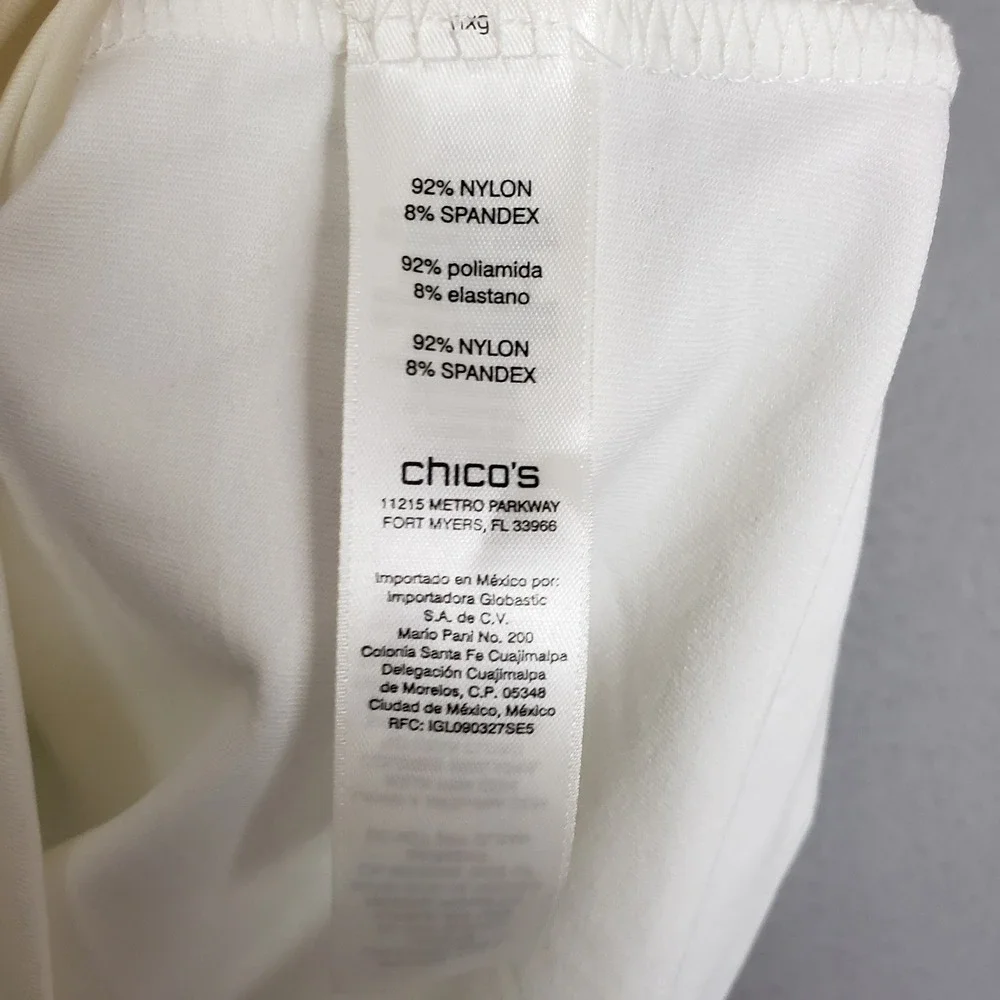 92% NYLON
8% SPANDEX
92% poliamida
8% elastano
92% NYLON
8% SPANDEX
chico's
11215 METRO PARKWAY
FORT MYERS, FL 33966
Importado en México por:
Importadora Globastic
S.A. de C.V.
Mario Pani No. 200
Colonia Santa Fe Cuajimalpa
Delegación Cuajimalpa
de Morelos, C.P. 05348
Ciudad de México, México
RFC: IGL090327SE5